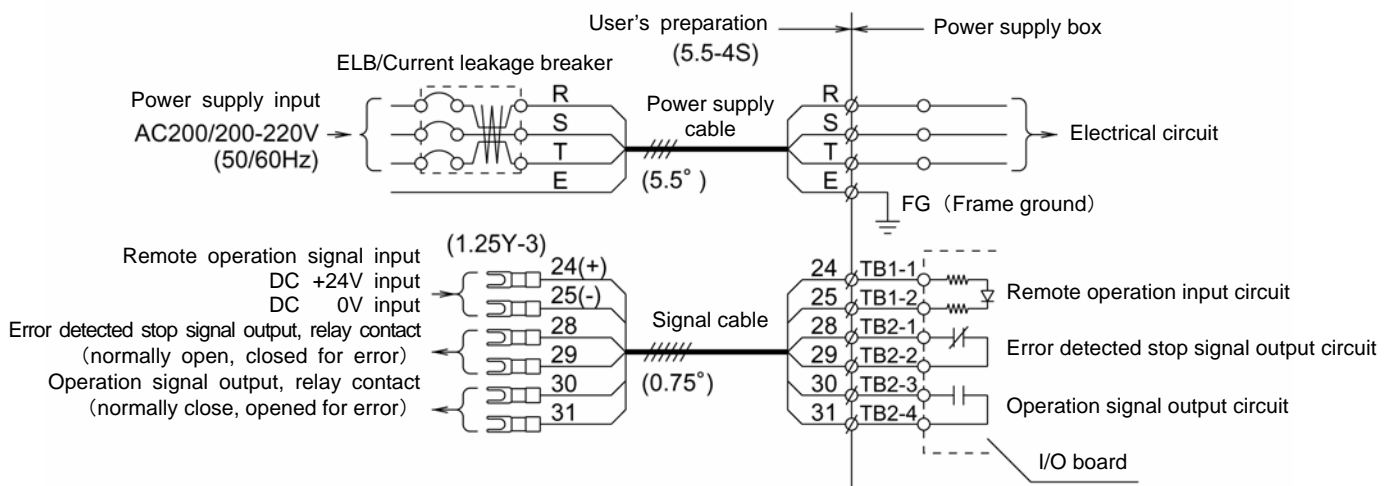 User's preparation
Power supply box
(5.5-4S)
ELB/Current leakage breaker
Power supply input
AC200/200-220V
(50/60Hz)
R
S
T
E
Power supply
cable
(5.5°)
R
S
T
E
Electrical circuit
FG（Frame ground）
(1.25Y-3)
Remote operation signal input
DC +24V input
DC 0V input
Error detected stop signal output, relay contact
（normally open, closed for error）
Operation signal output, relay contact
（normally close, opened for error）
24(+)
25(-)
28
29
30
31
Signal cable
(0.75°)
24 TB1-1
25 TB1-2
28 TB2-1
29 TB2-2
30 TB2-3
31 TB2-4
Remote operation input circuit
Error detected stop signal output circuit
Operation signal output circuit
I/O board